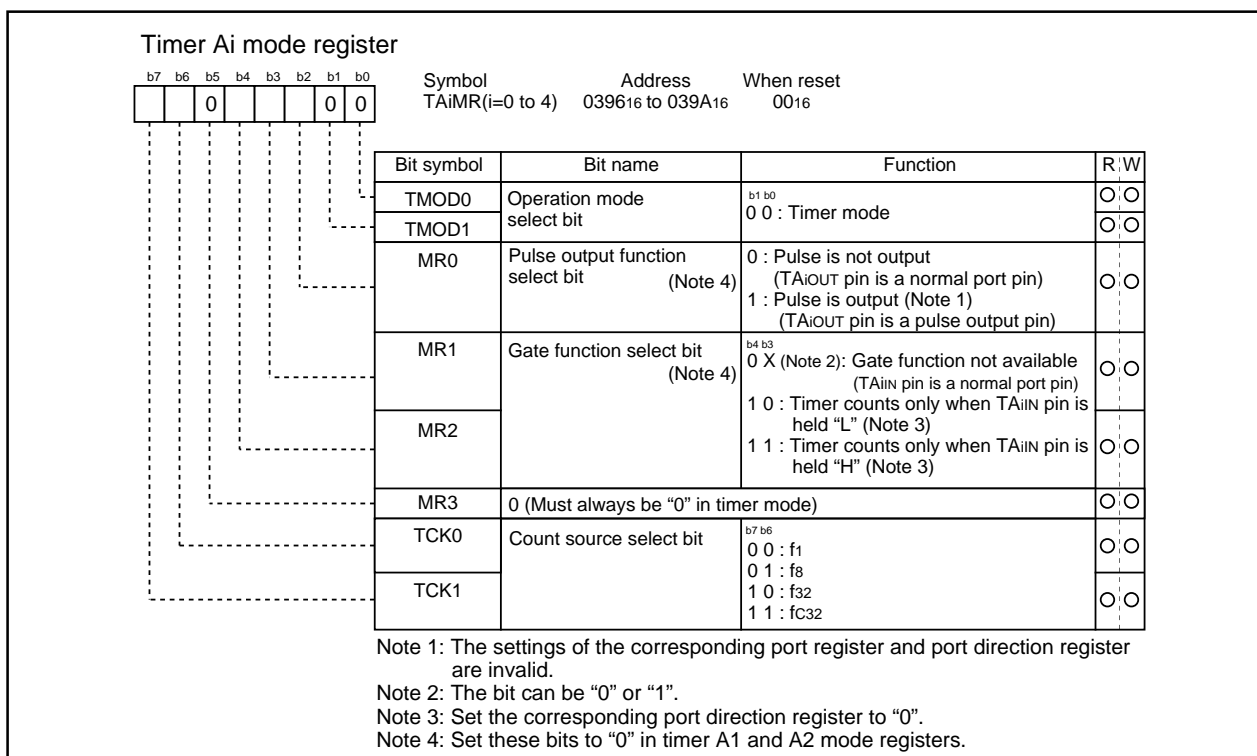 Timer Ai mode register
b7 b6 b5 b4 b3 b2 b1 b0
0 0 0
Symbol Address When reset
TAiMR(i=0 to 4) 039616 to 039A16 0016
Bit symbol Bit name Function R W
TMOD0
TMOD1
Operation mode
select bit
b1 b0
0 0 : Timer mode
MR0
Pulse output function
select bit (Note 4)
0 : Pulse is not output
(TAiOUT pin is a normal port pin)
1 : Pulse is output (Note 1)
(TAiOUT pin is a pulse output pin)
MR1
MR2
Gate function select bit
(Note 4)
b4 b3
0 X (Note 2): Gate function not available
(TAiIN pin is a normal port pin)
1 0 : Timer counts only when TAiIN pin is
held “L” (Note 3)
1 1 : Timer counts only when TAiIN pin is
held “H” (Note 3)
MR3 0 (Must always be “0” in timer mode)
TCK0
TCK1
Count source select bit
b7 b6
0 0 : f1
0 1 : f8
1 0 : f32
1 1 : fC32
Note 1: The settings of the corresponding port register and port direction register
are invalid.
Note 2: The bit can be “0” or “1”.
Note 3: Set the corresponding port direction register to “0”.
Note 4: Set these bits to “0” in timer A1 and A2 mode registers.